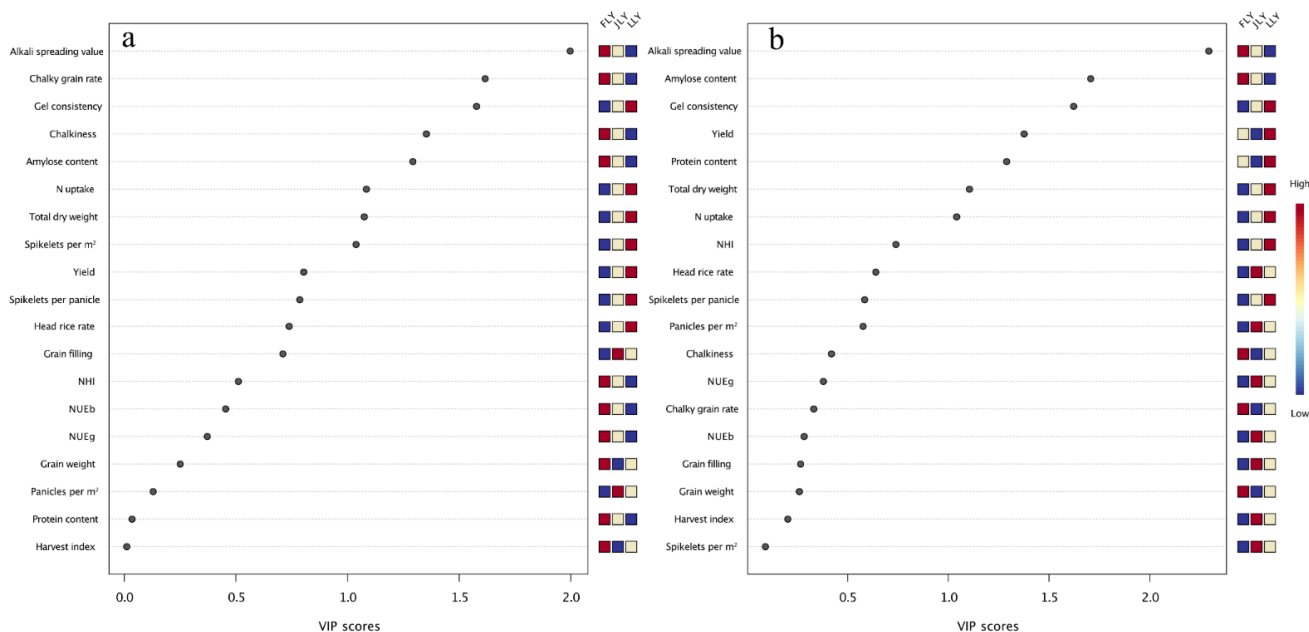 a
FLY JLY LLY
Alkali spreading value
Chalky grain rate
Gel consistency
Chalkiness
Amylose content
N uptake
Total dry weight
Spikelets per m²
Yield
Spikelets per panicle
Head rice rate
Grain filling
NHI
NUEb
NUEg
Grain weight
Panicles per m²
Protein content
Harvest index
0.0 0.5 1.0 1.5 2.0
VIP scores
b
FLY JLY LLY
Alkali spreading value
Amylose content
Gel consistency
Yield
Protein content
Total dry weight
N uptake
NHI
Head rice rate
Spikelets per panicle
Panicles per m²
Chalkiness
NUEg
Chalky grain rate
NUEb
Grain filling
Grain weight
Harvest index
Spikelets per m²
0.5 1.0 1.5 2.0
VIP scores
High
Low